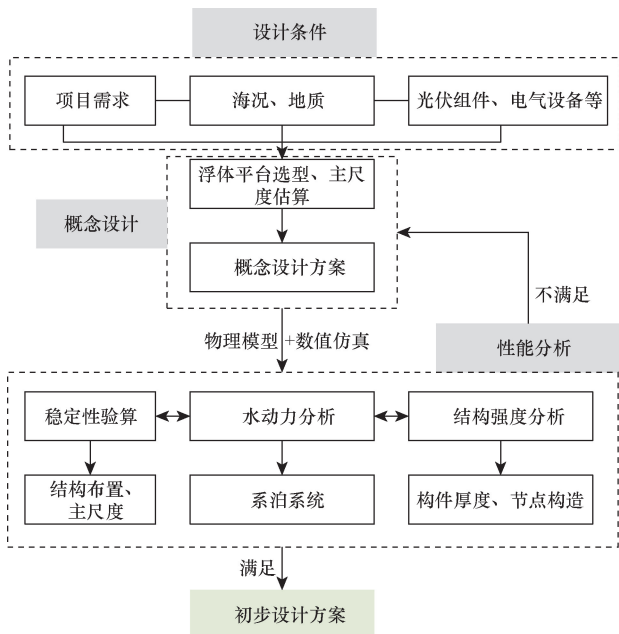 设计条件
项目需求
海况、地质
光伏组件、电气设备等
浮体平台选型、主尺
度估算
概念设计
概念设计方案
不满足
物理模型+数值仿真
性能分析
稳定性验算
水动力分析
结构强度分析
结构布置、
主尺度
系泊系统
构件厚度、节点构造
满足
初步设计方案